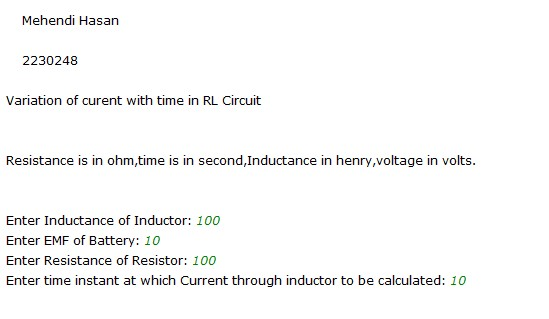 Mehendi Hasan
2230248
Variation of curent with time in RL Circuit
Resistance is in ohm,time is in second,Inductance in henry,voltage in volts.
Enter Inductance of Inductor: 100
Enter EMF of Battery: 10
Enter Resistance of Resistor: 100
Enter time instant at which Current through inductor to be calculated: 10